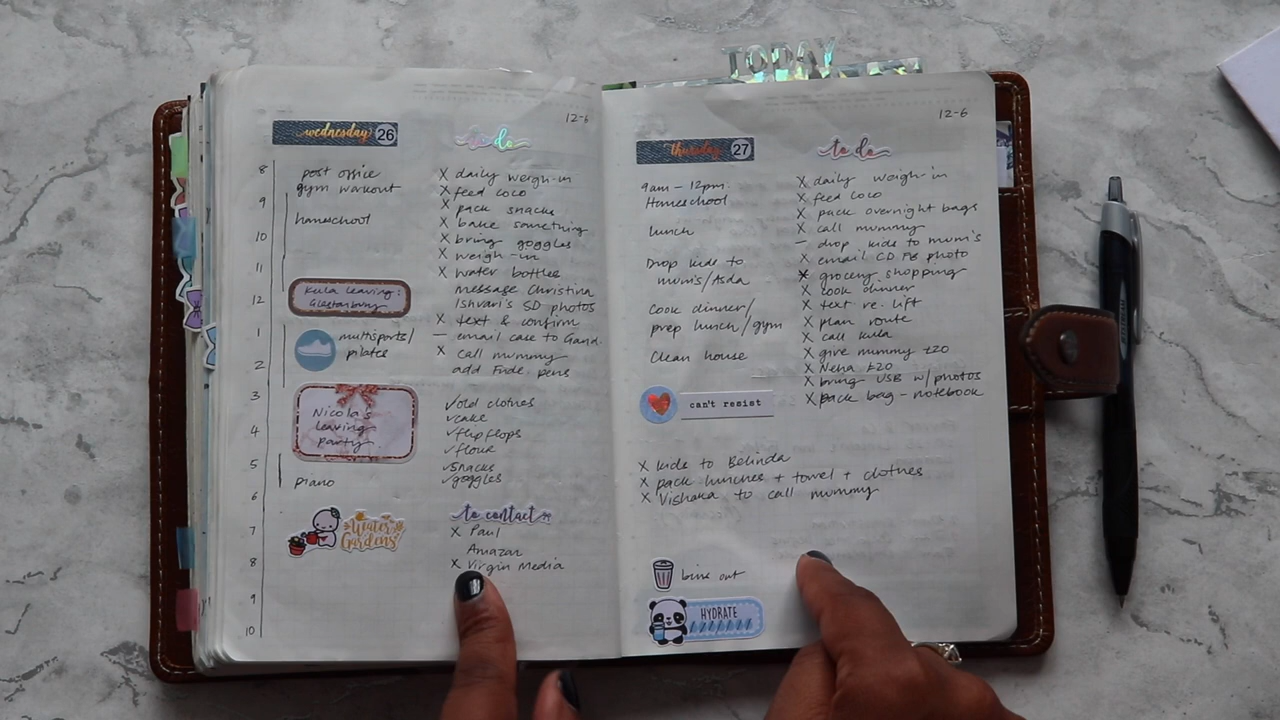 TODAY
12-6
wednesday 26
to do
8
post office
gym workout
9
homeschool
10
11
12
Kula leaving:
Glastonbury
1
multisports/
pilates
2
3
Nicola's
leaving
party
4
5
piano
6
Water
Gardens
7
8
9
10
X daily weigh-in
X feed coco
X pack snacks
X bake something
X bring goggles
X weigh-in
X water bottles
message Christina
Ishvari's SD photos
X text & confirm
— email case to Gand.
X call mummy
add Fude pens
✓old clothes
✓cake
✓flip flops
✓flour
✓snacks
✓goggles
to contact
X Paul
Amazon
X Virgin Media
12-6
thursday 27
to do
9am - 12pm.
Homeschool
lunch
Drop kids to
mum's/Asda
Cook dinner/
prep lunch/gym
Clean house
can't resist
X daily weigh-in
X feed coco
X pack overnight bags
X call mummy
— drop kids to mum's
X email CD FB photo
X grocery shopping
X cook dinner
X text re. lift
X plan route
X call kula
X give mummy £20
X Neha £20
X bring USB w/photos
X pack bag - notebook
X kids to Belinda
X pack lunches + towel + clothes
X Vishaka to call mummy
bins out
HYDRATE